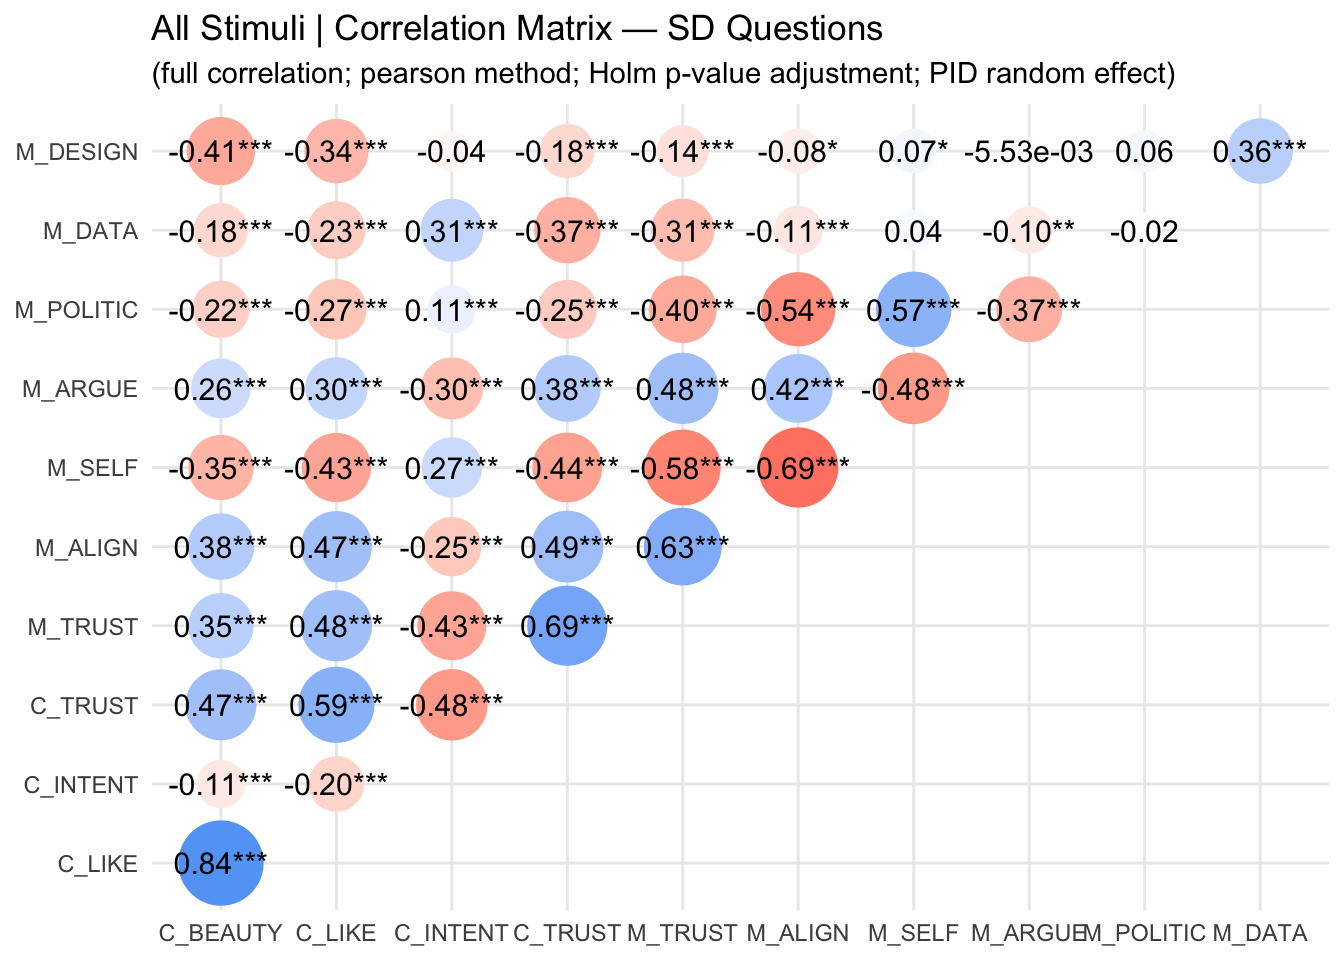 All Stimuli | Correlation Matrix — SD Questions
(full correlation; pearson method; Holm p-value adjustment; PID random effect)
M_DESIGN -0.41*** -0.34*** -0.04 -0.18*** -0.14*** -0.08* 0.07* -5.53e-03 0.06 0.36***
M_DATA -0.18*** -0.23*** 0.31*** -0.37*** -0.31*** -0.11*** 0.04 -0.10** -0.02
M_POLITIC -0.22*** -0.27*** 0.11*** -0.25*** -0.40*** -0.54*** 0.57*** -0.37***
M_ARGUE 0.26*** 0.30*** -0.30*** 0.38*** 0.48*** 0.42*** -0.48***
M_SELF -0.35*** -0.43*** 0.27*** -0.44*** -0.58*** -0.69***
M_ALIGN 0.38*** 0.47*** -0.25*** 0.49*** 0.63***
M_TRUST 0.35*** 0.48*** -0.43*** 0.69***
C_TRUST 0.47*** 0.59*** -0.48***
C_INTENT -0.11*** -0.20***
C_LIKE 0.84***
C_BEAUTY C_LIKE C_INTENT C_TRUST M_TRUST M_ALIGN M_SELF M_ARGUE M_POLITIC M_DATA